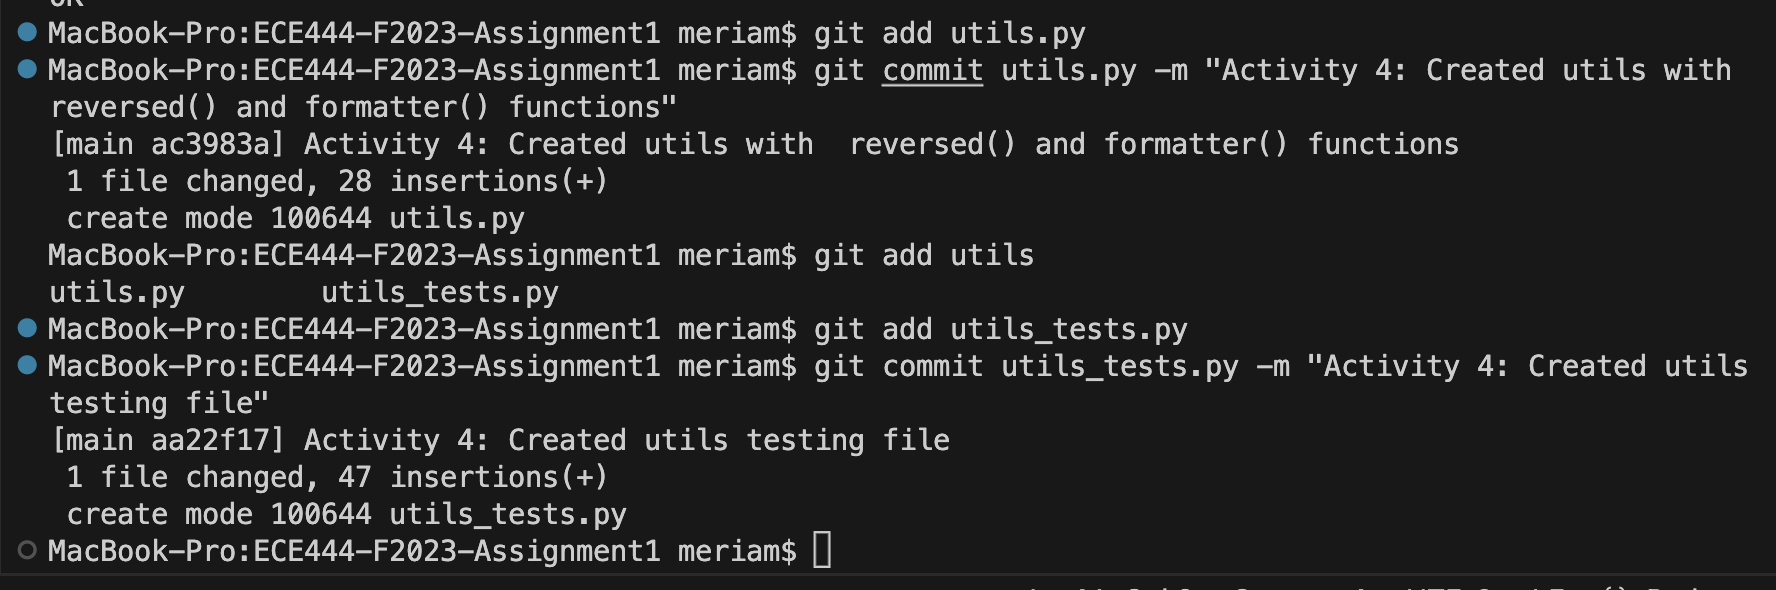 OK
MacBook-Pro:ECE444-F2023-Assignment1 meriam$ git add utils.py
MacBook-Pro:ECE444-F2023-Assignment1 meriam$ git commit utils.py -m "Activity 4: Created utils with
reversed() and formatter() functions"
[main ac3983a] Activity 4: Created utils with  reversed() and formatter() functions
 1 file changed, 28 insertions(+)
 create mode 100644 utils.py
MacBook-Pro:ECE444-F2023-Assignment1 meriam$ git add utils
utils.py        utils_tests.py
MacBook-Pro:ECE444-F2023-Assignment1 meriam$ git add utils_tests.py
MacBook-Pro:ECE444-F2023-Assignment1 meriam$ git commit utils_tests.py -m "Activity 4: Created utils
testing file"
[main aa22f17] Activity 4: Created utils testing file
 1 file changed, 47 insertions(+)
 create mode 100644 utils_tests.py
MacBook-Pro:ECE444-F2023-Assignment1 meriam$